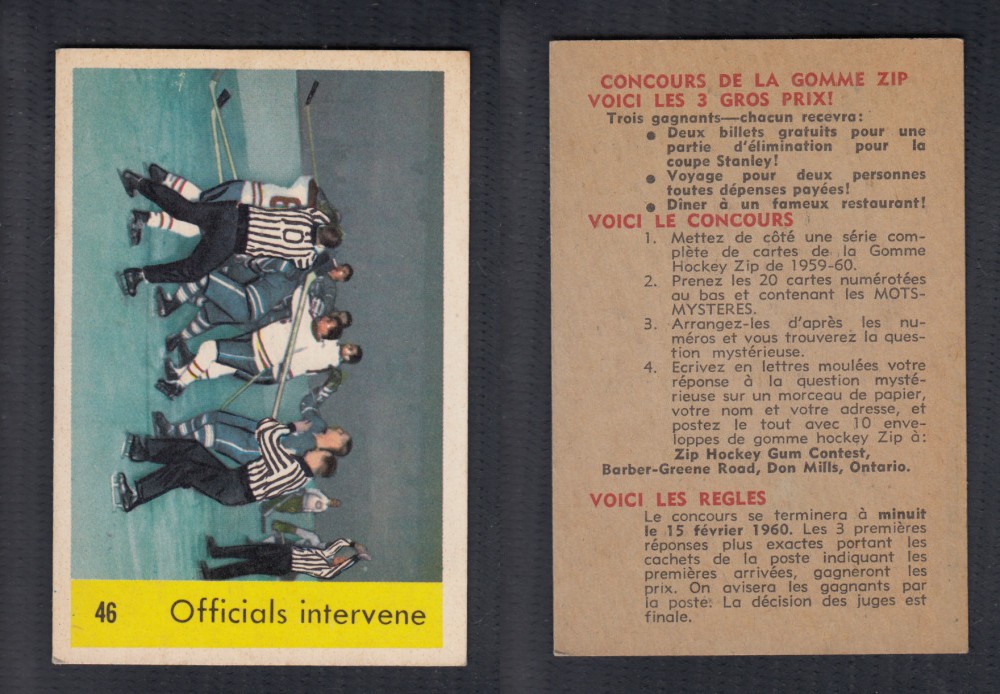 46 Officials intervene
CONCOURS DE LA GOMME ZIP
VOICI LES 3 GROS PRIX!
Trois gagnants—chacun recevra:
● Deux billets gratuits pour une
partie d'élimination pour la
coupe Stanley!
● Voyage pour deux personnes
toutes dépenses payées!
● Dîner à un fameux restaurant!
VOICI LE CONCOURS
1. Mettez de côté une série com-
plète de cartes de la Gomme
Hockey Zip de 1959-60.
2. Prenez les 20 cartes numérotées
au bas et contenant les MOTS-
MYSTERES.
3. Arrangez-les d'après les nu-
méros et vous trouverez la ques-
tion mystérieuse.
4. Ecrivez en lettres moulées votre
réponse à la question mysté-
rieuse sur un morceau de papier,
votre nom et votre adresse, et
postez le tout avec 10 enve-
loppes de gomme hockey Zip à:
Zip Hockey Gum Contest,
Barber-Greene Road, Don Mills, Ontario.
VOICI LES REGLES
Le concours se terminera à minuit
le 15 février 1960. Les 3 premières
réponses plus exactes portant les
cachets de la poste indiquant les
premières arrivées, gagneront les
prix. On avisera les gagnants par
la poste. La décision des juges est
finale.